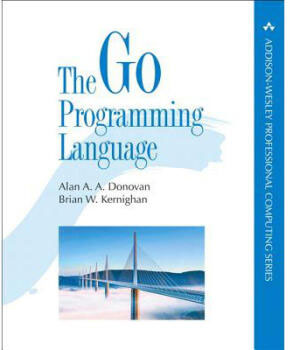 The Go
Programming
Language
Alan A. A. Donovan
Brian W. Kernighan
ADDISON-WESLEY PROFESSIONAL COMPUTING SERIES